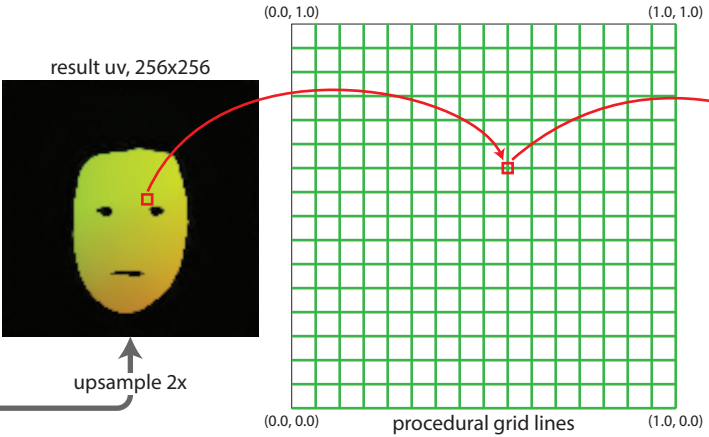 (0.0, 1.0)
(1.0, 1.0)
result uv, 256x256
upsample 2x
(0.0, 0.0)
procedural grid lines
(1.0, 0.0)